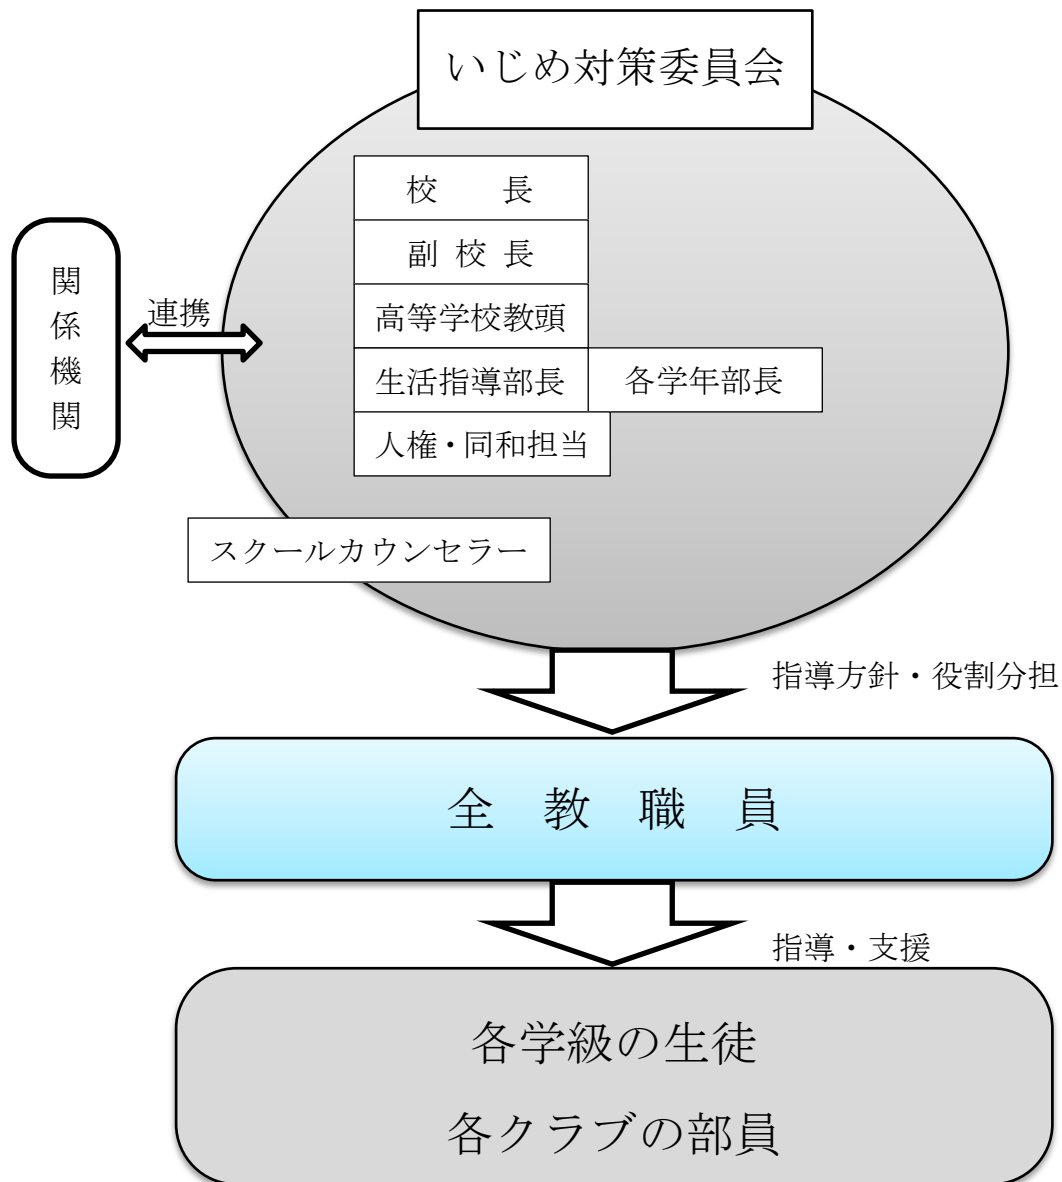 いじめ対策委員会
校　　長
副 校 長
高等学校教頭
生活指導部長
各学年部長
人権・同和担当
スクールカウンセラー
関係機関
連携
指導方針・役割分担
全　教　職　員
指導・支援
各学級の生徒
各クラブの部員